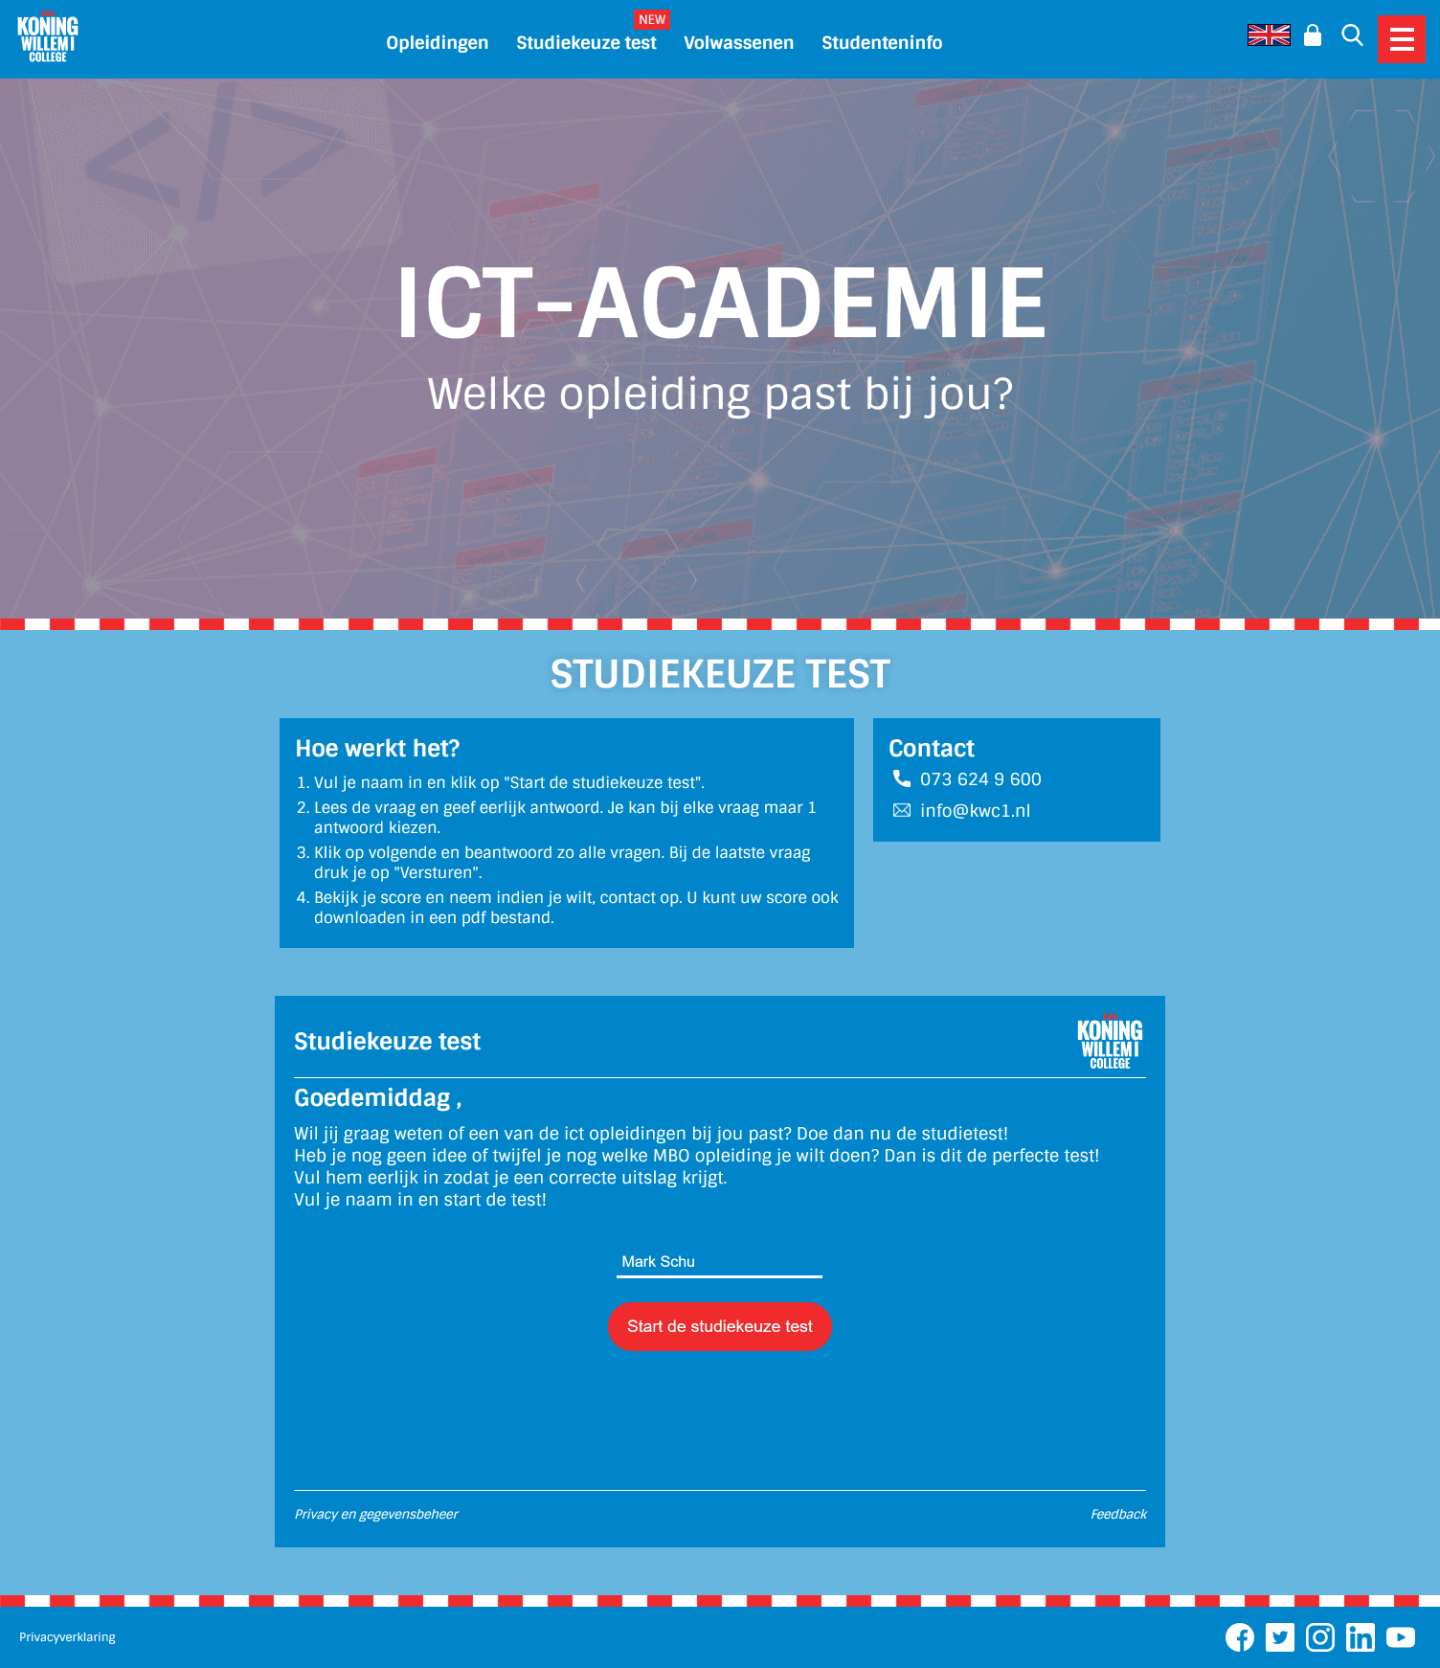 KONING
WILLEM I
COLLEGE
NEW
Opleidingen Studiekeuze test Volwassenen Studenteninfo
</>
ICT-ACADEMIE
Welke opleiding past bij jou?
STUDIEKEUZE TEST
Hoe werkt het?
1. Vul je naam in en klik op "Start de studiekeuze test".
2. Lees de vraag en geef eerlijk antwoord. Je kan bij elke vraag maar 1
antwoord kiezen.
3. Klik op volgende en beantwoord zo alle vragen. Bij de laatste vraag
druk je op "Versturen".
4. Bekijk je score en neem indien je wilt, contact op. U kunt uw score ook
downloaden in een pdf bestand.
Contact
073 624 9 600
info@kwc1.nl
Studiekeuze test
KONING
WILLEM I
COLLEGE
Goedemiddag ,
Wil jij graag weten of een van de ict opleidingen bij jou past? Doe dan nu de studietest!
Heb je nog geen idee of twijfel je nog welke MBO opleiding je wilt doen? Dan is dit de perfecte test!
Vul hem eerlijk in zodat je een correcte uitslag krijgt.
Vul je naam in en start de test!
Mark Schu
Start de studiekeuze test
Privacy en gegevensbeheer
Feedback
Privacyverklaring